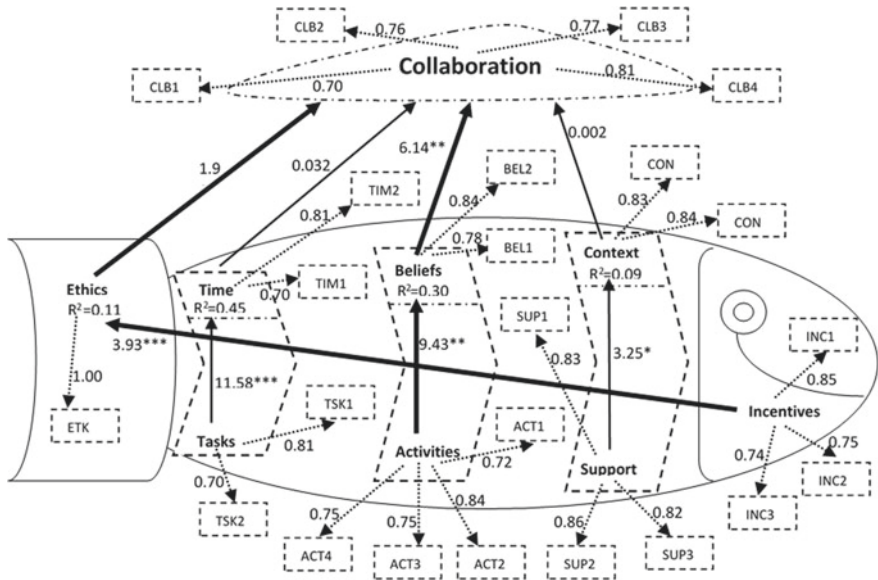 CLB2
0.76
0.77
CLB3
Collaboration
CLB1
0.70
0.81
CLB4
1.9
0.032
6.14**
0.002
TIM2
BEL2
CON
0.81
0.84
0.83
0.84
CON
0.78
BEL1
Ethics
R²=0.11
Time
R²=0.45
0.70
TIM1
Beliefs
R²=0.30
Context
R²=0.09
SUP1
INC1
3.93***
9.43**
0.83
3.25*
0.85
1.00
11.58***
TSK1
Incentives
ETK
Tasks
0.81
Activities
ACT1
0.72
Support
0.74
0.75
INC2
0.70
TSK2
0.75
0.75
0.84
0.86
0.82
INC3
ACT4
ACT3
ACT2
SUP2
SUP3